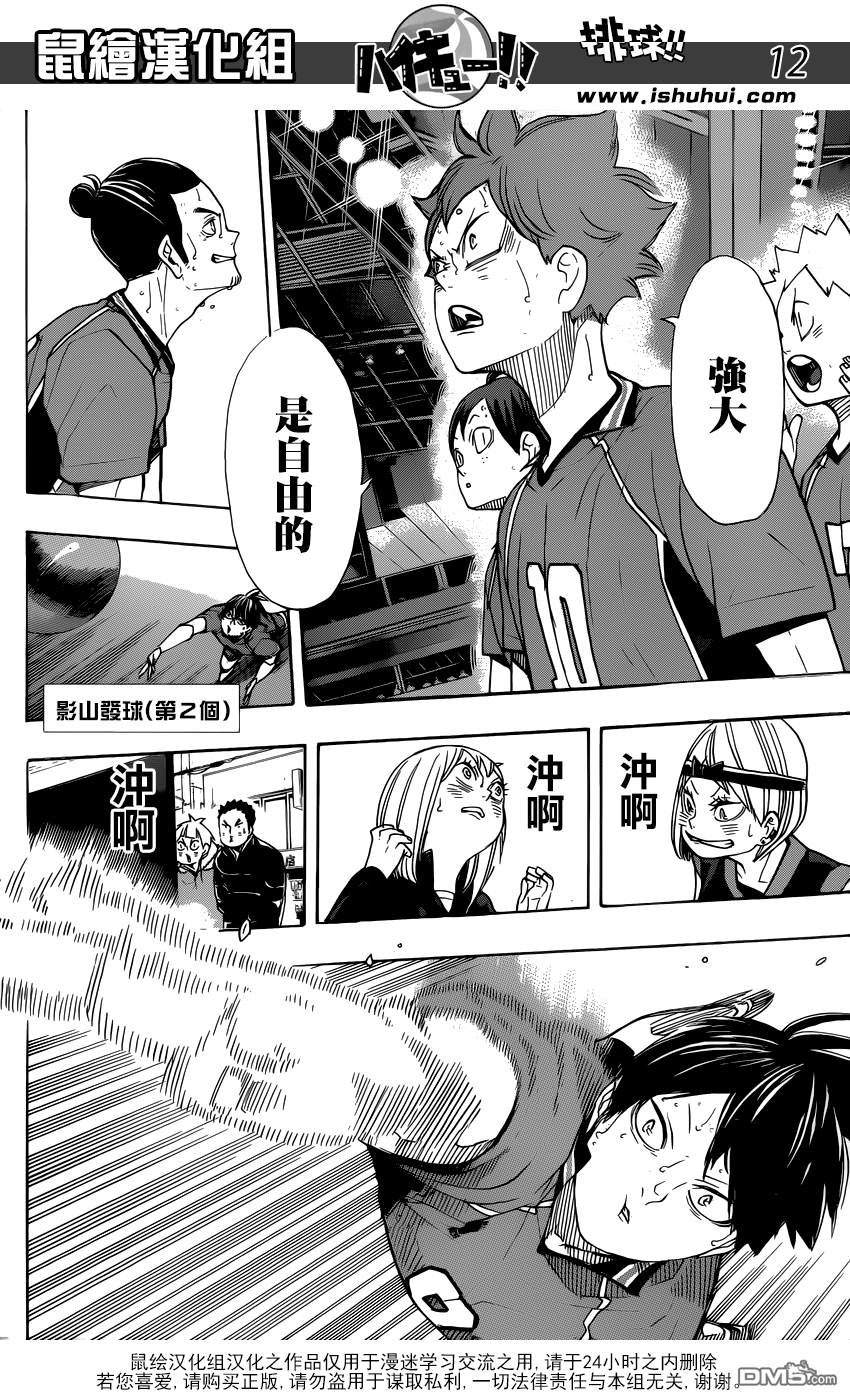 鼠繪漢化組
ハイキュー!!
排球!!
12
www.ishuhui.com
強大
是自由的
10
影山發球(第2個)
沖啊
沖啊
沖啊
鼠绘汉化组汉化之作品仅用于漫迷学习交流之用,请于24小时之内删除
若您喜爱,请购买正版,请勿用于谋取私利,一切法律责任与本组无关,谢谢.
DM5.com